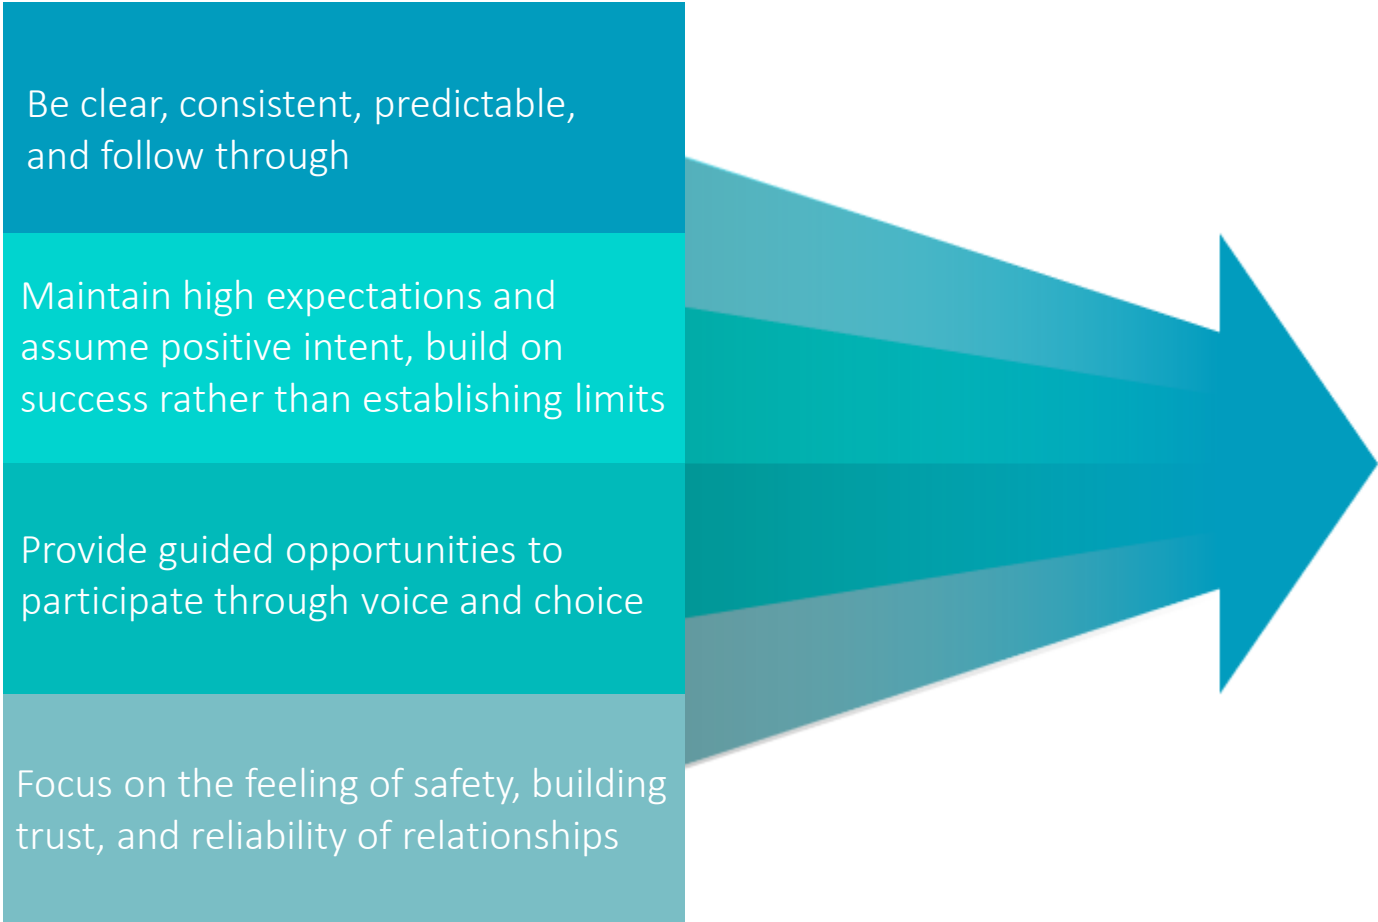 Be clear, consistent, predictable,
and follow through
Maintain high expectations and
assume positive intent, build on
success rather than establishing limits
Provide guided opportunities to
participate through voice and choice
Focus on the feeling of safety, building
trust, and reliability of relationships